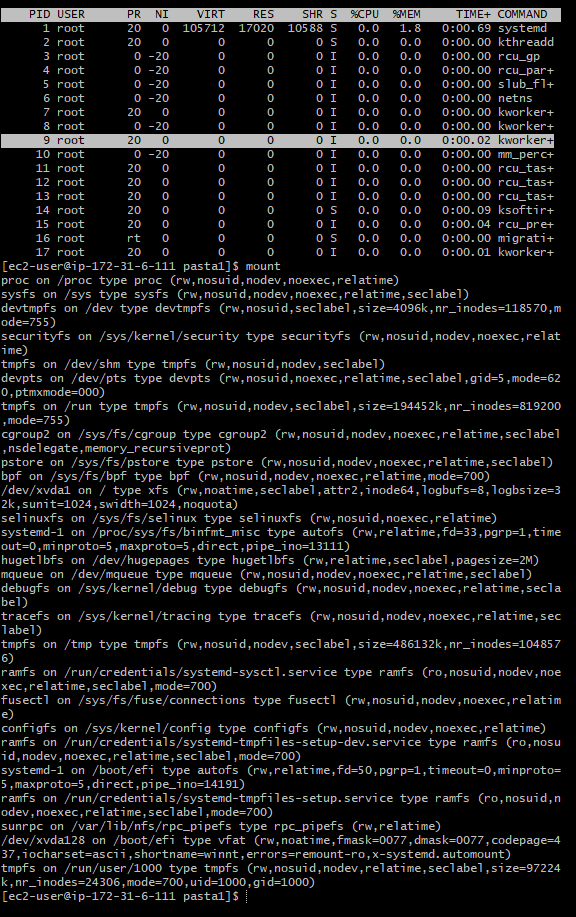 PID USER PR NI VIRT RES SHR S %CPU %MEM TIME+ COMMAND
1 root 20 0 105712 17020 10588 S 0.0 1.8 0:00.69 systemd
2 root 20 0 0 0 0 S 0.0 0.0 0:00.00 kthreadd
3 root 0 -20 0 0 0 I 0.0 0.0 0:00.00 rcu_gp
4 root 0 -20 0 0 0 I 0.0 0.0 0:00.00 rcu_par+
5 root 0 -20 0 0 0 I 0.0 0.0 0:00.00 slub_fl+
6 root 0 -20 0 0 0 I 0.0 0.0 0:00.00 netns
7 root 20 0 0 0 0 I 0.0 0.0 0:00.00 kworker+
8 root 0 -20 0 0 0 I 0.0 0.0 0:00.00 kworker+
9 root 20 0 0 0 0 I 0.0 0.0 0:00.02 kworker+
10 root 0 -20 0 0 0 I 0.0 0.0 0:00.00 mm_perc+
11 root 20 0 0 0 0 I 0.0 0.0 0:00.00 rcu_tas+
12 root 20 0 0 0 0 I 0.0 0.0 0:00.00 rcu_tas+
13 root 20 0 0 0 0 I 0.0 0.0 0:00.00 rcu_tas+
14 root 20 0 0 0 0 S 0.0 0.0 0:00.09 ksoftir+
15 root 20 0 0 0 0 I 0.0 0.0 0:00.04 rcu_pre+
16 root rt 0 0 0 0 S 0.0 0.0 0:00.00 migrati+
17 root 20 0 0 0 0 I 0.0 0.0 0:00.01 kworker+
[ec2-user@ip-172-31-6-111 pasta1]$ mount
proc on /proc type proc (rw,nosuid,nodev,noexec,relatime)
sysfs on /sys type sysfs (rw,nosuid,nodev,noexec,relatime,seclabel)
devtmpfs on /dev type devtmpfs (rw,nosuid,seclabel,size=4096k,nr_inodes=118570,m
ode=755)
securityfs on /sys/kernel/security type securityfs (rw,nosuid,nodev,noexec,relat
ime)
tmpfs on /dev/shm type tmpfs (rw,nosuid,nodev,seclabel)
devpts on /dev/pts type devpts (rw,nosuid,noexec,relatime,seclabel,gid=5,mode=62
0,ptmxmode=000)
tmpfs on /run type tmpfs (rw,nosuid,nodev,seclabel,size=194452k,nr_inodes=819200
,mode=755)
cgroup2 on /sys/fs/cgroup type cgroup2 (rw,nosuid,nodev,noexec,relatime,seclabel
,nsdelegate,memory_recursiveprot)
pstore on /sys/fs/pstore type pstore (rw,nosuid,nodev,noexec,relatime,seclabel)
bpf on /sys/fs/bpf type bpf (rw,nosuid,nodev,noexec,relatime,mode=700)
/dev/xvda1 on / type xfs (rw,noatime,seclabel,attr2,inode64,logbufs=8,logbsize=3
2k,sunit=1024,swidth=1024,noquota)
selinuxfs on /sys/fs/selinux type selinuxfs (rw,nosuid,noexec,relatime)
systemd-1 on /proc/sys/fs/binfmt_misc type autofs (rw,relatime,fd=33,pgrp=1,time
out=0,minproto=5,maxproto=5,direct,pipe_ino=13111)
hugetlbfs on /dev/hugepages type hugetlbfs (rw,relatime,seclabel,pagesize=2M)
mqueue on /dev/mqueue type mqueue (rw,nosuid,nodev,noexec,relatime,seclabel)
debugfs on /sys/kernel/debug type debugfs (rw,nosuid,nodev,noexec,relatime,secla
bel)
tracefs on /sys/kernel/tracing type tracefs (rw,nosuid,nodev,noexec,relatime,sec
label)
tmpfs on /tmp type tmpfs (rw,nosuid,nodev,seclabel,size=486132k,nr_inodes=104857
6)
ramfs on /run/credentials/systemd-sysctl.service type ramfs (ro,nosuid,nodev,noe
xec,relatime,seclabel,mode=700)
fusectl on /sys/fs/fuse/connections type fusectl (rw,nosuid,nodev,noexec,relatim
e)
configfs on /sys/kernel/config type configfs (rw,nosuid,nodev,noexec,relatime)
ramfs on /run/credentials/systemd-tmpfiles-setup-dev.service type ramfs (ro,nosu
id,nodev,noexec,relatime,seclabel,mode=700)
systemd-1 on /boot/efi type autofs (rw,relatime,fd=50,pgrp=1,timeout=0,minproto=
5,maxproto=5,direct,pipe_ino=14191)
ramfs on /run/credentials/systemd-tmpfiles-setup.service type ramfs (ro,nosuid,n
odev,noexec,relatime,seclabel,mode=700)
sunrpc on /var/lib/nfs/rpc_pipefs type rpc_pipefs (rw,relatime)
/dev/xvda128 on /boot/efi type vfat (rw,noatime,fmask=0077,dmask=0077,codepage=4
37,iocharset=ascii,shortname=winnt,errors=remount-ro,x-systemd.automount)
tmpfs on /run/user/1000 type tmpfs (rw,nosuid,nodev,relatime,seclabel,size=97224
k,nr_inodes=24306,mode=700,uid=1000,gid=1000)
[ec2-user@ip-172-31-6-111 pasta1]$